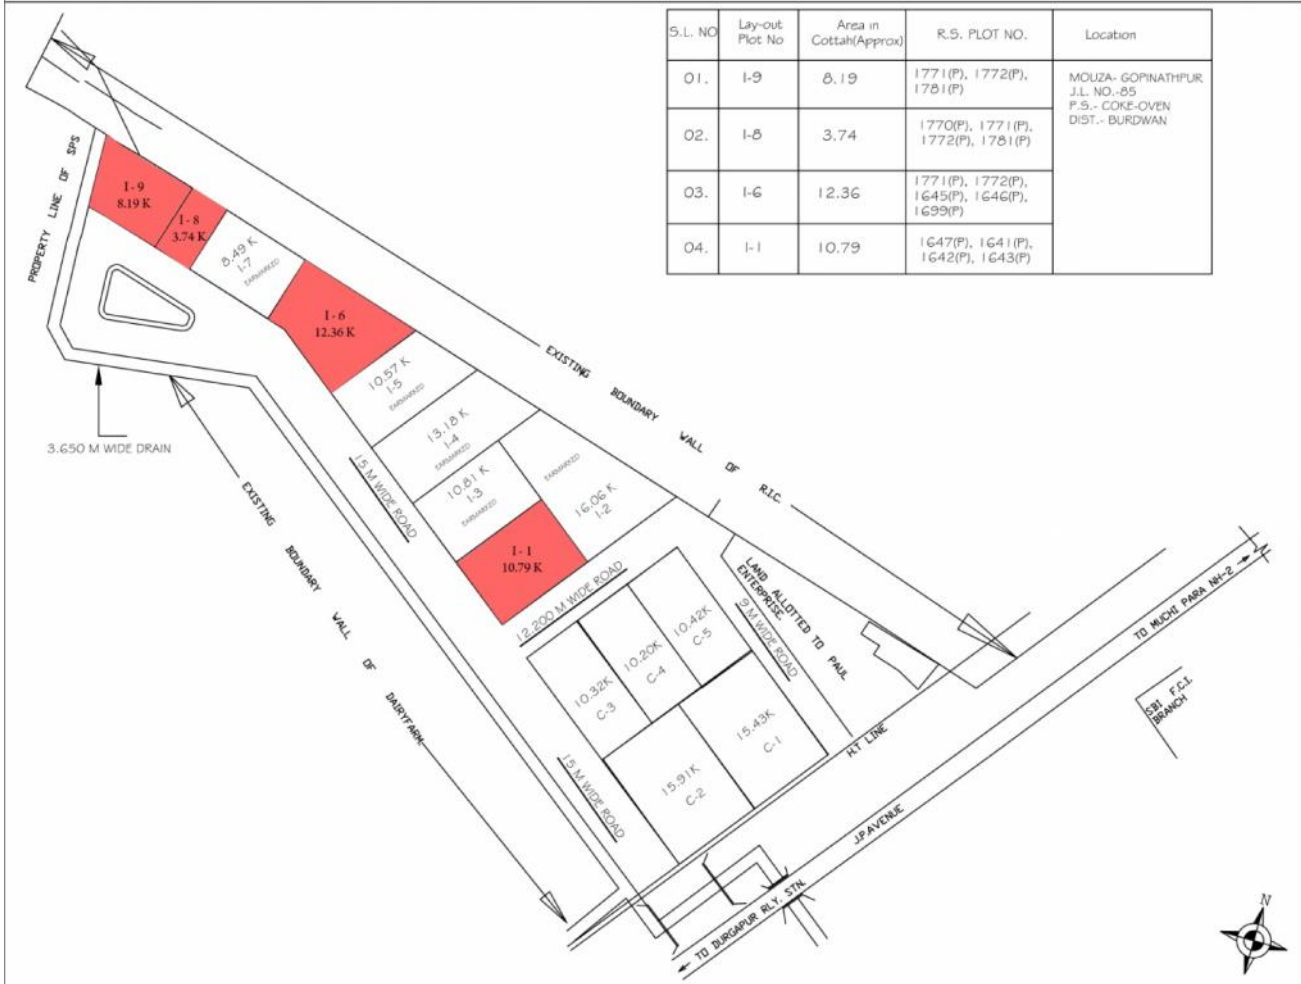 S.L. NO
Lay-out
Plot No
Area in
Cottah(Approx)
R.S. PLOT NO.
Location
01.
I-9
8.19
1771(P), 1772(P),
1781(P)
MOUZA- GOPINATHPUR
J.L. NO.-85
P.S.- COKE-OVEN
DIST.- BURDWAN
02.
I-8
3.74
1770(P), 1771(P),
1772(P), 1781(P)
03.
I-6
12.36
1771(P), 1772(P),
1645(P), 1646(P),
1699(P)
04.
I-1
10.79
1647(P), 1641(P),
1642(P), 1643(P)
PROPERTY LINE OF SPS
I - 9
8.19 K
I - 8
3.74 K
8.49 K
I-7
EARMARKED
I - 6
12.36 K
10.57 K
I-5
EARMARKED
13.18 K
I-4
EARMARKED
10.81 K
I-3
EARMARKED
EARMARKED
16.06 K
I-2
I - 1
10.79 K
EXISTING BOUNDARY WALL OF R.I.C.
3.650 M WIDE DRAIN
15 M WIDE ROAD
EXISTING BOUNDARY WALL OF DAIRYFARM
12.200 M WIDE ROAD
LAND ALLOTTED TO PAUL
ENTERPRISE.
9 M WIDE ROAD
10.42K
C-5
10.20K
C-4
10.32K
C-3
15.43K
C-1
15.91K
C-2
15 M WIDE ROAD
H.T LINE
J.P.AVENUE
TO MUCHI PARA NH-2
TO DURGAPUR RLY. STN.
SBI F.C.I.
BRANCH
N